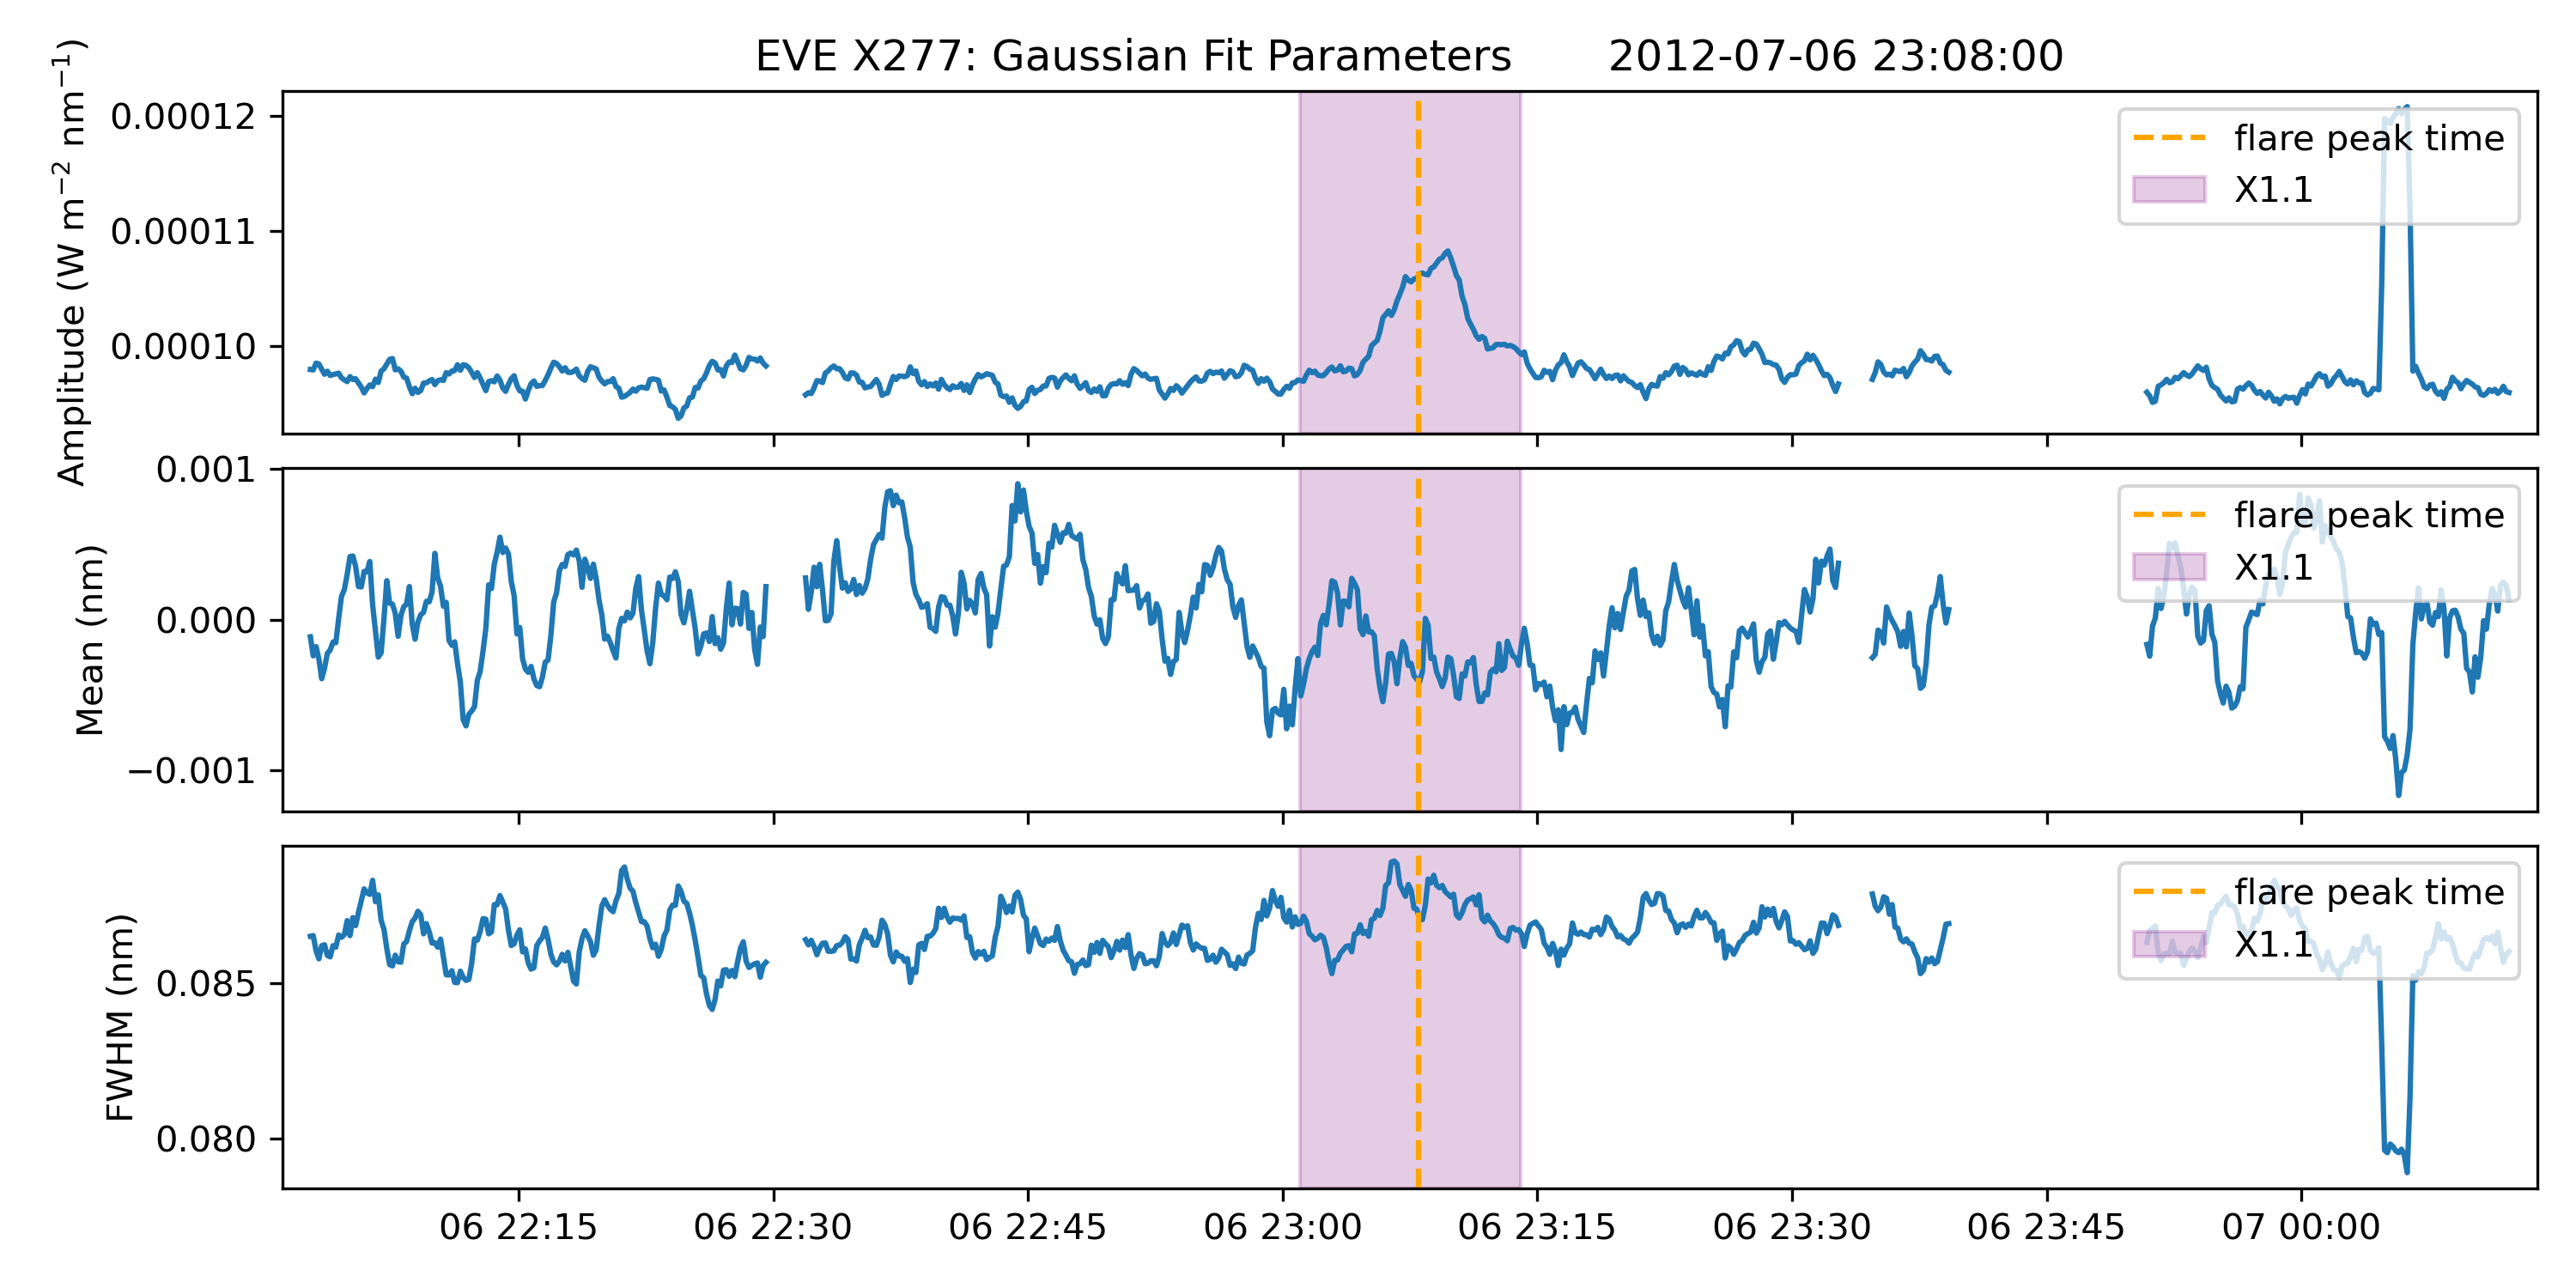 EVE X277: Gaussian Fit Parameters 2012-07-06 23:08:00
Amplitude (W m⁻² nm⁻¹)
0.00012
0.00011
0.00010
flare peak time
X1.1
Mean (nm)
0.001
0.000
−0.001
flare peak time
X1.1
FWHM (nm)
0.085
0.080
flare peak time
X1.1
06 22:15 06 22:30 06 22:45 06 23:00 06 23:15 06 23:30 06 23:45 07 00:00